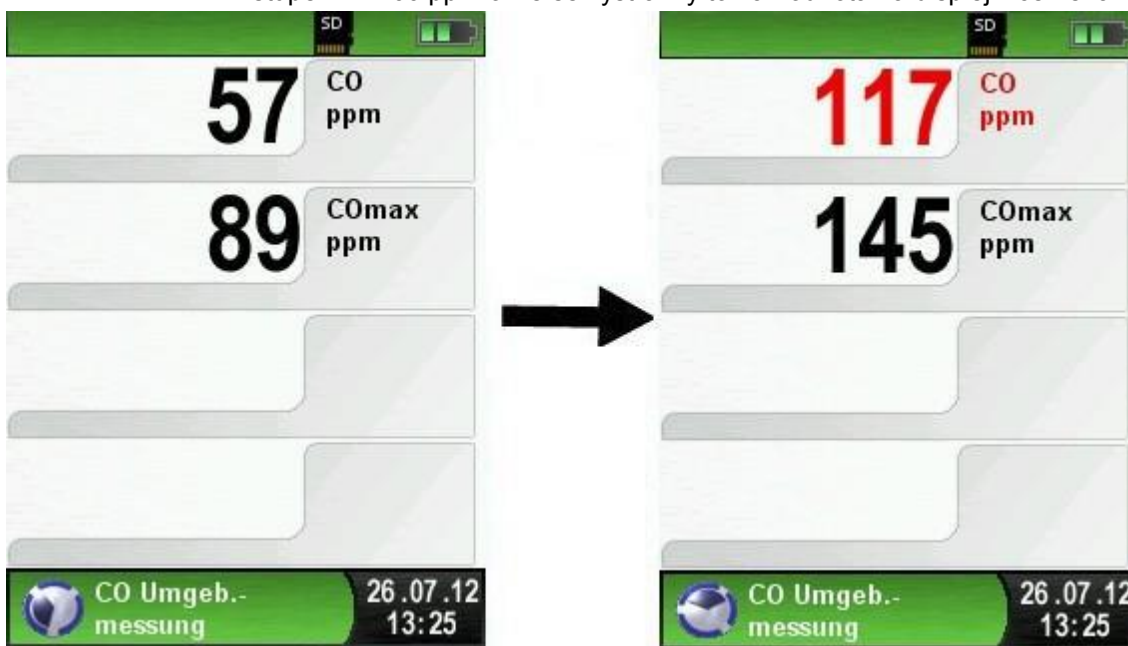 SD
57 CO
ppm
89 COmax
ppm
CO Umgeb.-
messung
26.07.12
13:25
SD
117 CO
ppm
145 COmax
ppm
CO Umgeb.-
messung
26.07.12
13:25